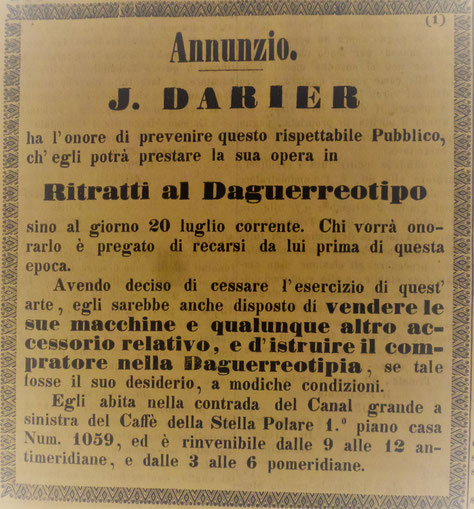 (1)
Annunzio.
J. DARIER
ha l'onore di prevenire questo rispettabile Pubblico,
ch'egli potrà prestare la sua opera in
Ritratti al Daguerreotipo
sino al giorno 20 luglio corrente. Chi vorrà ono-
rarlo è pregato di recarsi da lui prima di questa
epoca.
Avendo deciso di cessare l'esercizio di quest'
arte, egli sarebbe anche disposto di vendere le
sue macchine e qualunque altro ac-
cessorio relativo, e d'istruire il com-
pratore nella Daguerreotipia, se tale
fosse il suo desiderio, a modiche condizioni.
Egli abita nella contrada del Canal grande a
sinistra del Caffè della Stella Polare 1.º piano casa
Num. 1059, ed è rinvenibile dalle 9 alle 12 an-
timeridiane, e dalle 3 alle 6 pomeridiane.